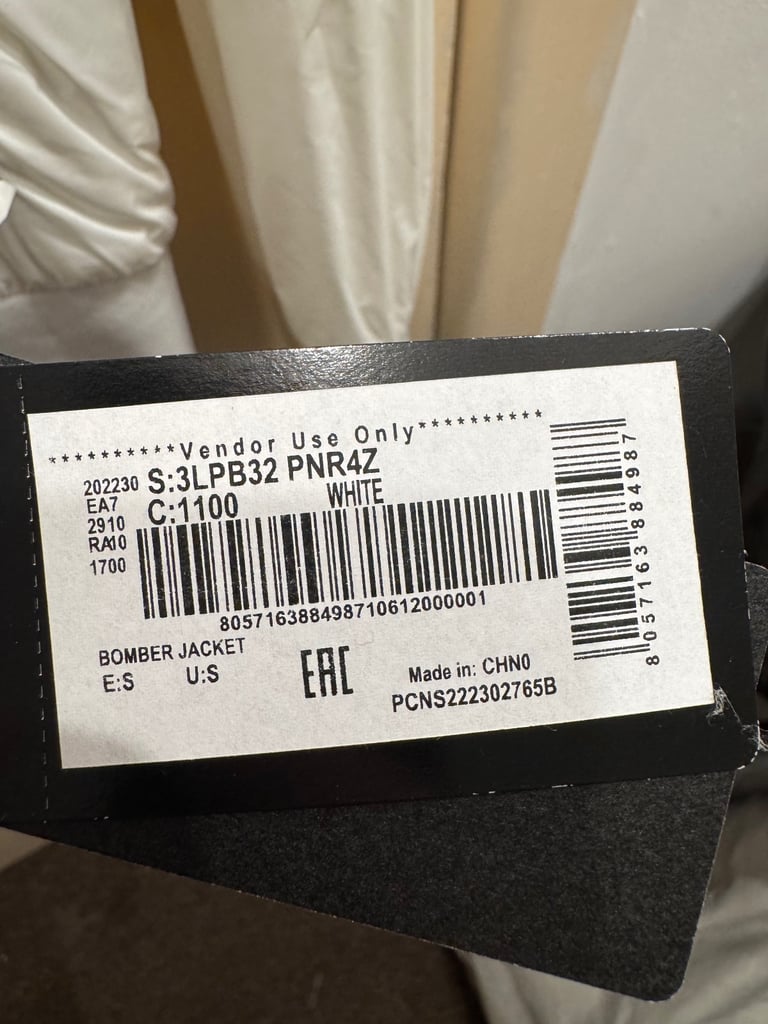 **********Vendor Use Only**********
202230 S:3LPB32 PNR4Z
EA7 C:1100 WHITE
2910
RA10
1700
805716388498710612000001
8057163884987
BOMBER JACKET
E:S U:S
EAC
Made in: CHN0
PCNS222302765B